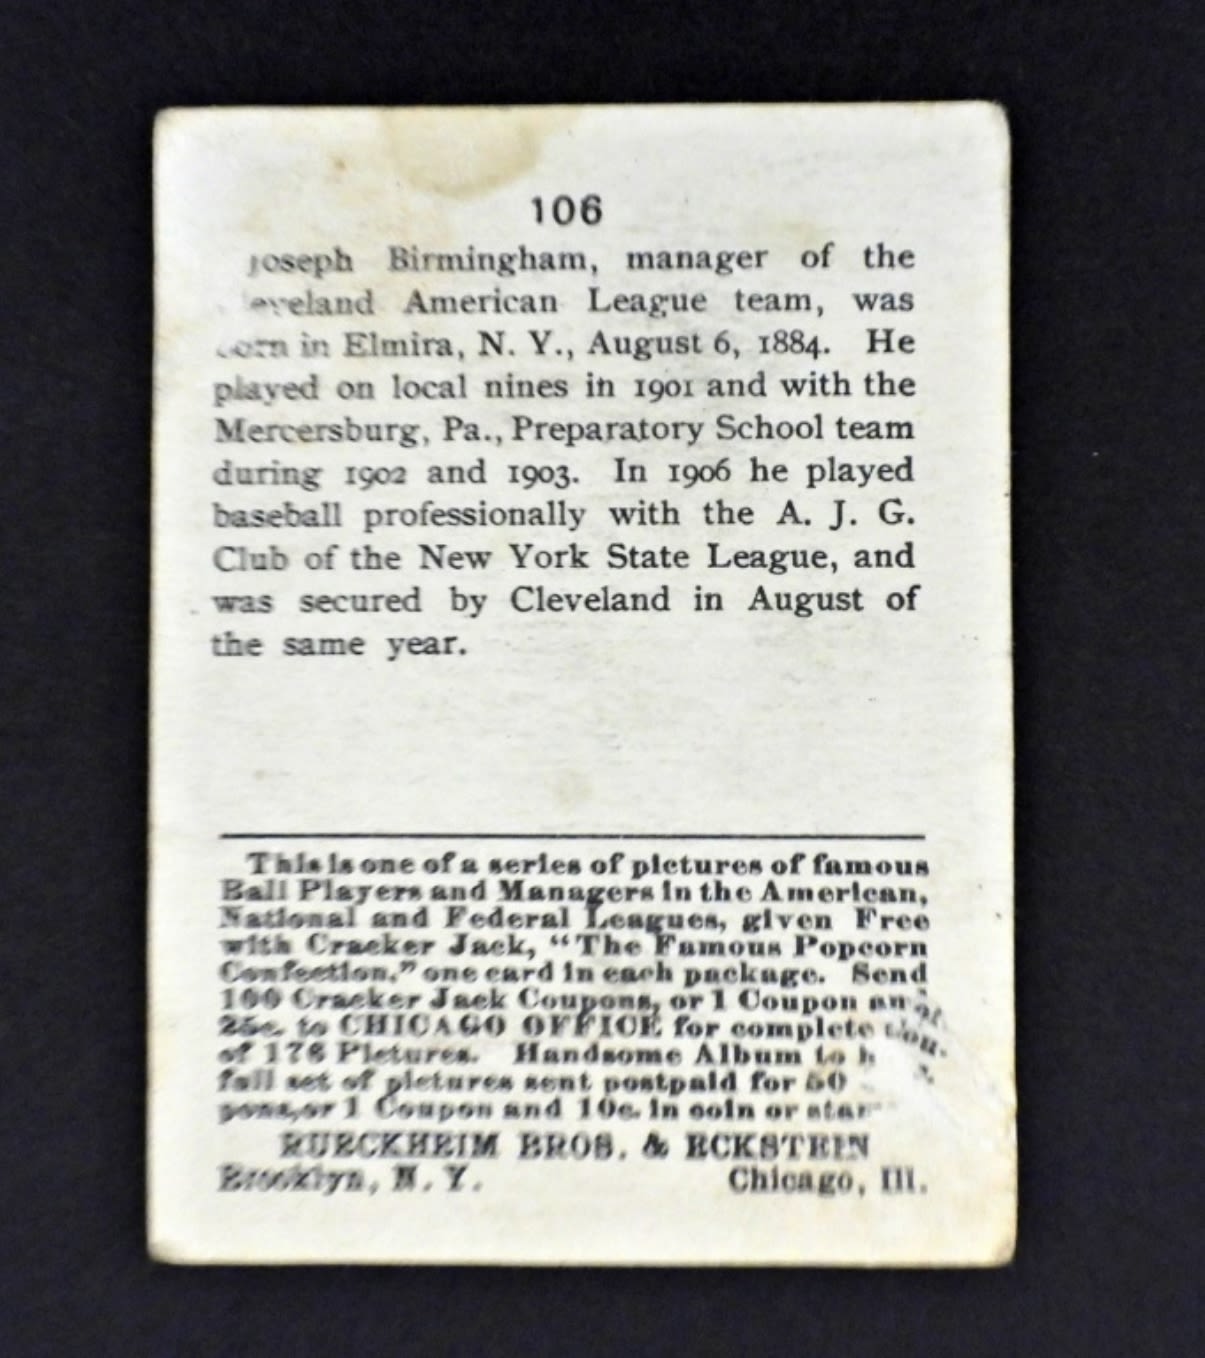 106
Joseph Birmingham, manager of the
Cleveland American League team, was
born in Elmira, N. Y., August 6, 1884. He
played on local nines in 1901 and with the
Mercersburg, Pa., Preparatory School team
during 1902 and 1903. In 1906 he played
baseball professionally with the A. J. G.
Club of the New York State League, and
was secured by Cleveland in August of
the same year.
This is one of a series of pictures of famous
Ball Players and Managers in the American,
National and Federal Leagues, given Free
with Cracker Jack, “The Famous Popcorn
Confection,” one card in each package. Send
100 Cracker Jack Coupons, or 1 Coupon and
25c. to CHICAGO OFFICE for complete
of 176 Pictures. Handsome Album to
full set of pictures sent postpaid for 50
pons, or 1 Coupon and 10c. in coin or
RUECKHEIM BROS. & ECKSTEIN
Brooklyn, N. Y. Chicago, Ill.